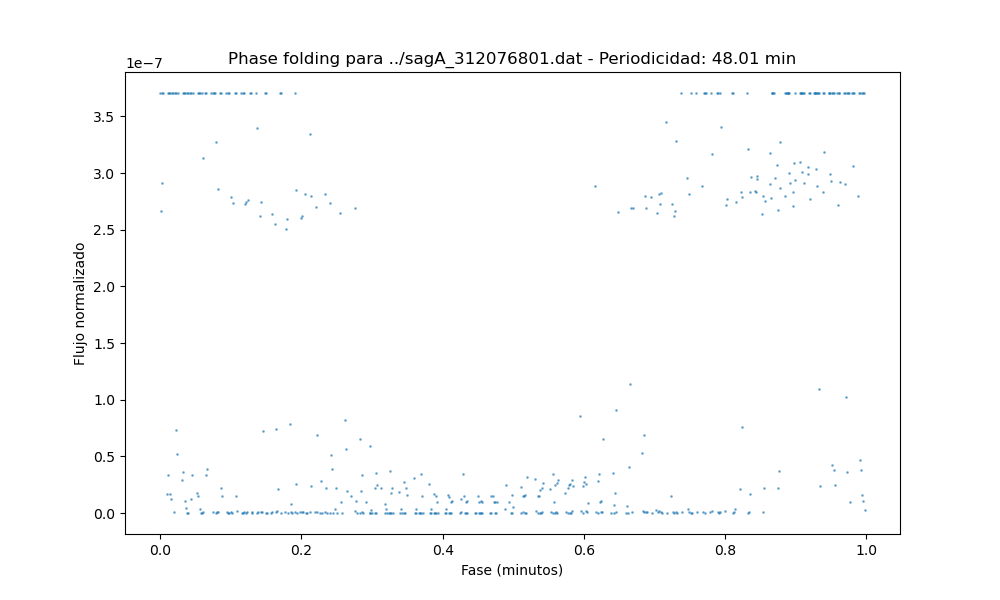 Phase folding para ../sagA_312076801.dat - Periodicidad: 48.01 min
1e−7
3.5
3.0
2.5
2.0
1.5
1.0
0.5
0.0
Flujo normalizado
0.0 0.2 0.4 0.6 0.8 1.0
Fase (minutos)